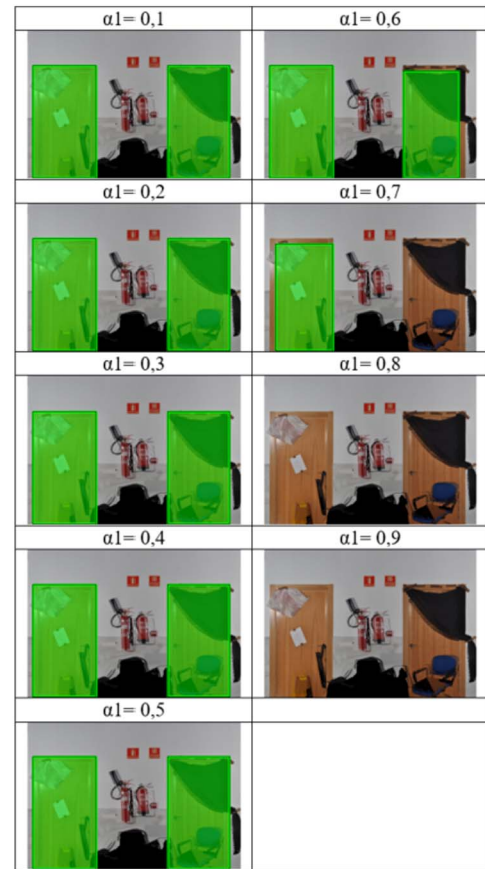 α1= 0,1
α1= 0,6
α1= 0,2
α1= 0,7
α1= 0,3
α1= 0,8
α1= 0,4
α1= 0,9
α1= 0,5